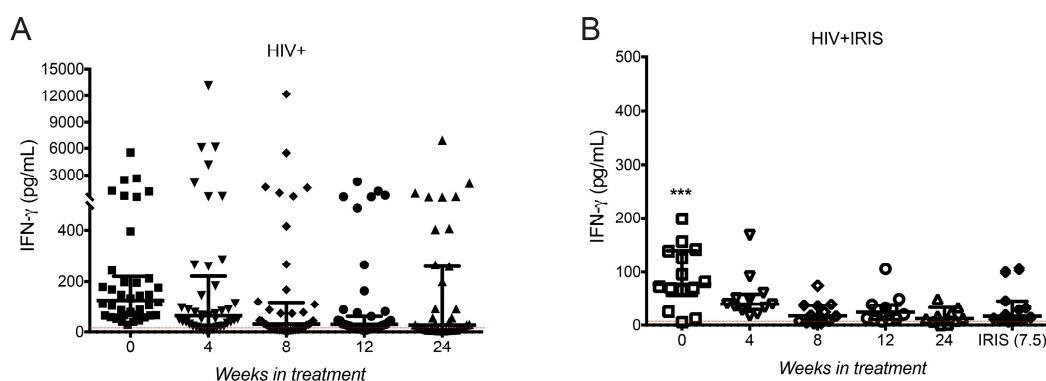 A
HIV+
IFN-γ (pg/mL)
15000
12000
9000
6000
3000
400
200
0
0 4 8 12 24
Weeks in treatment
B
HIV+IRIS
IFN-γ (pg/mL)
500
400
300
200
100
0
***
0 4 8 12 24 IRIS (7.5)
Weeks in treatment